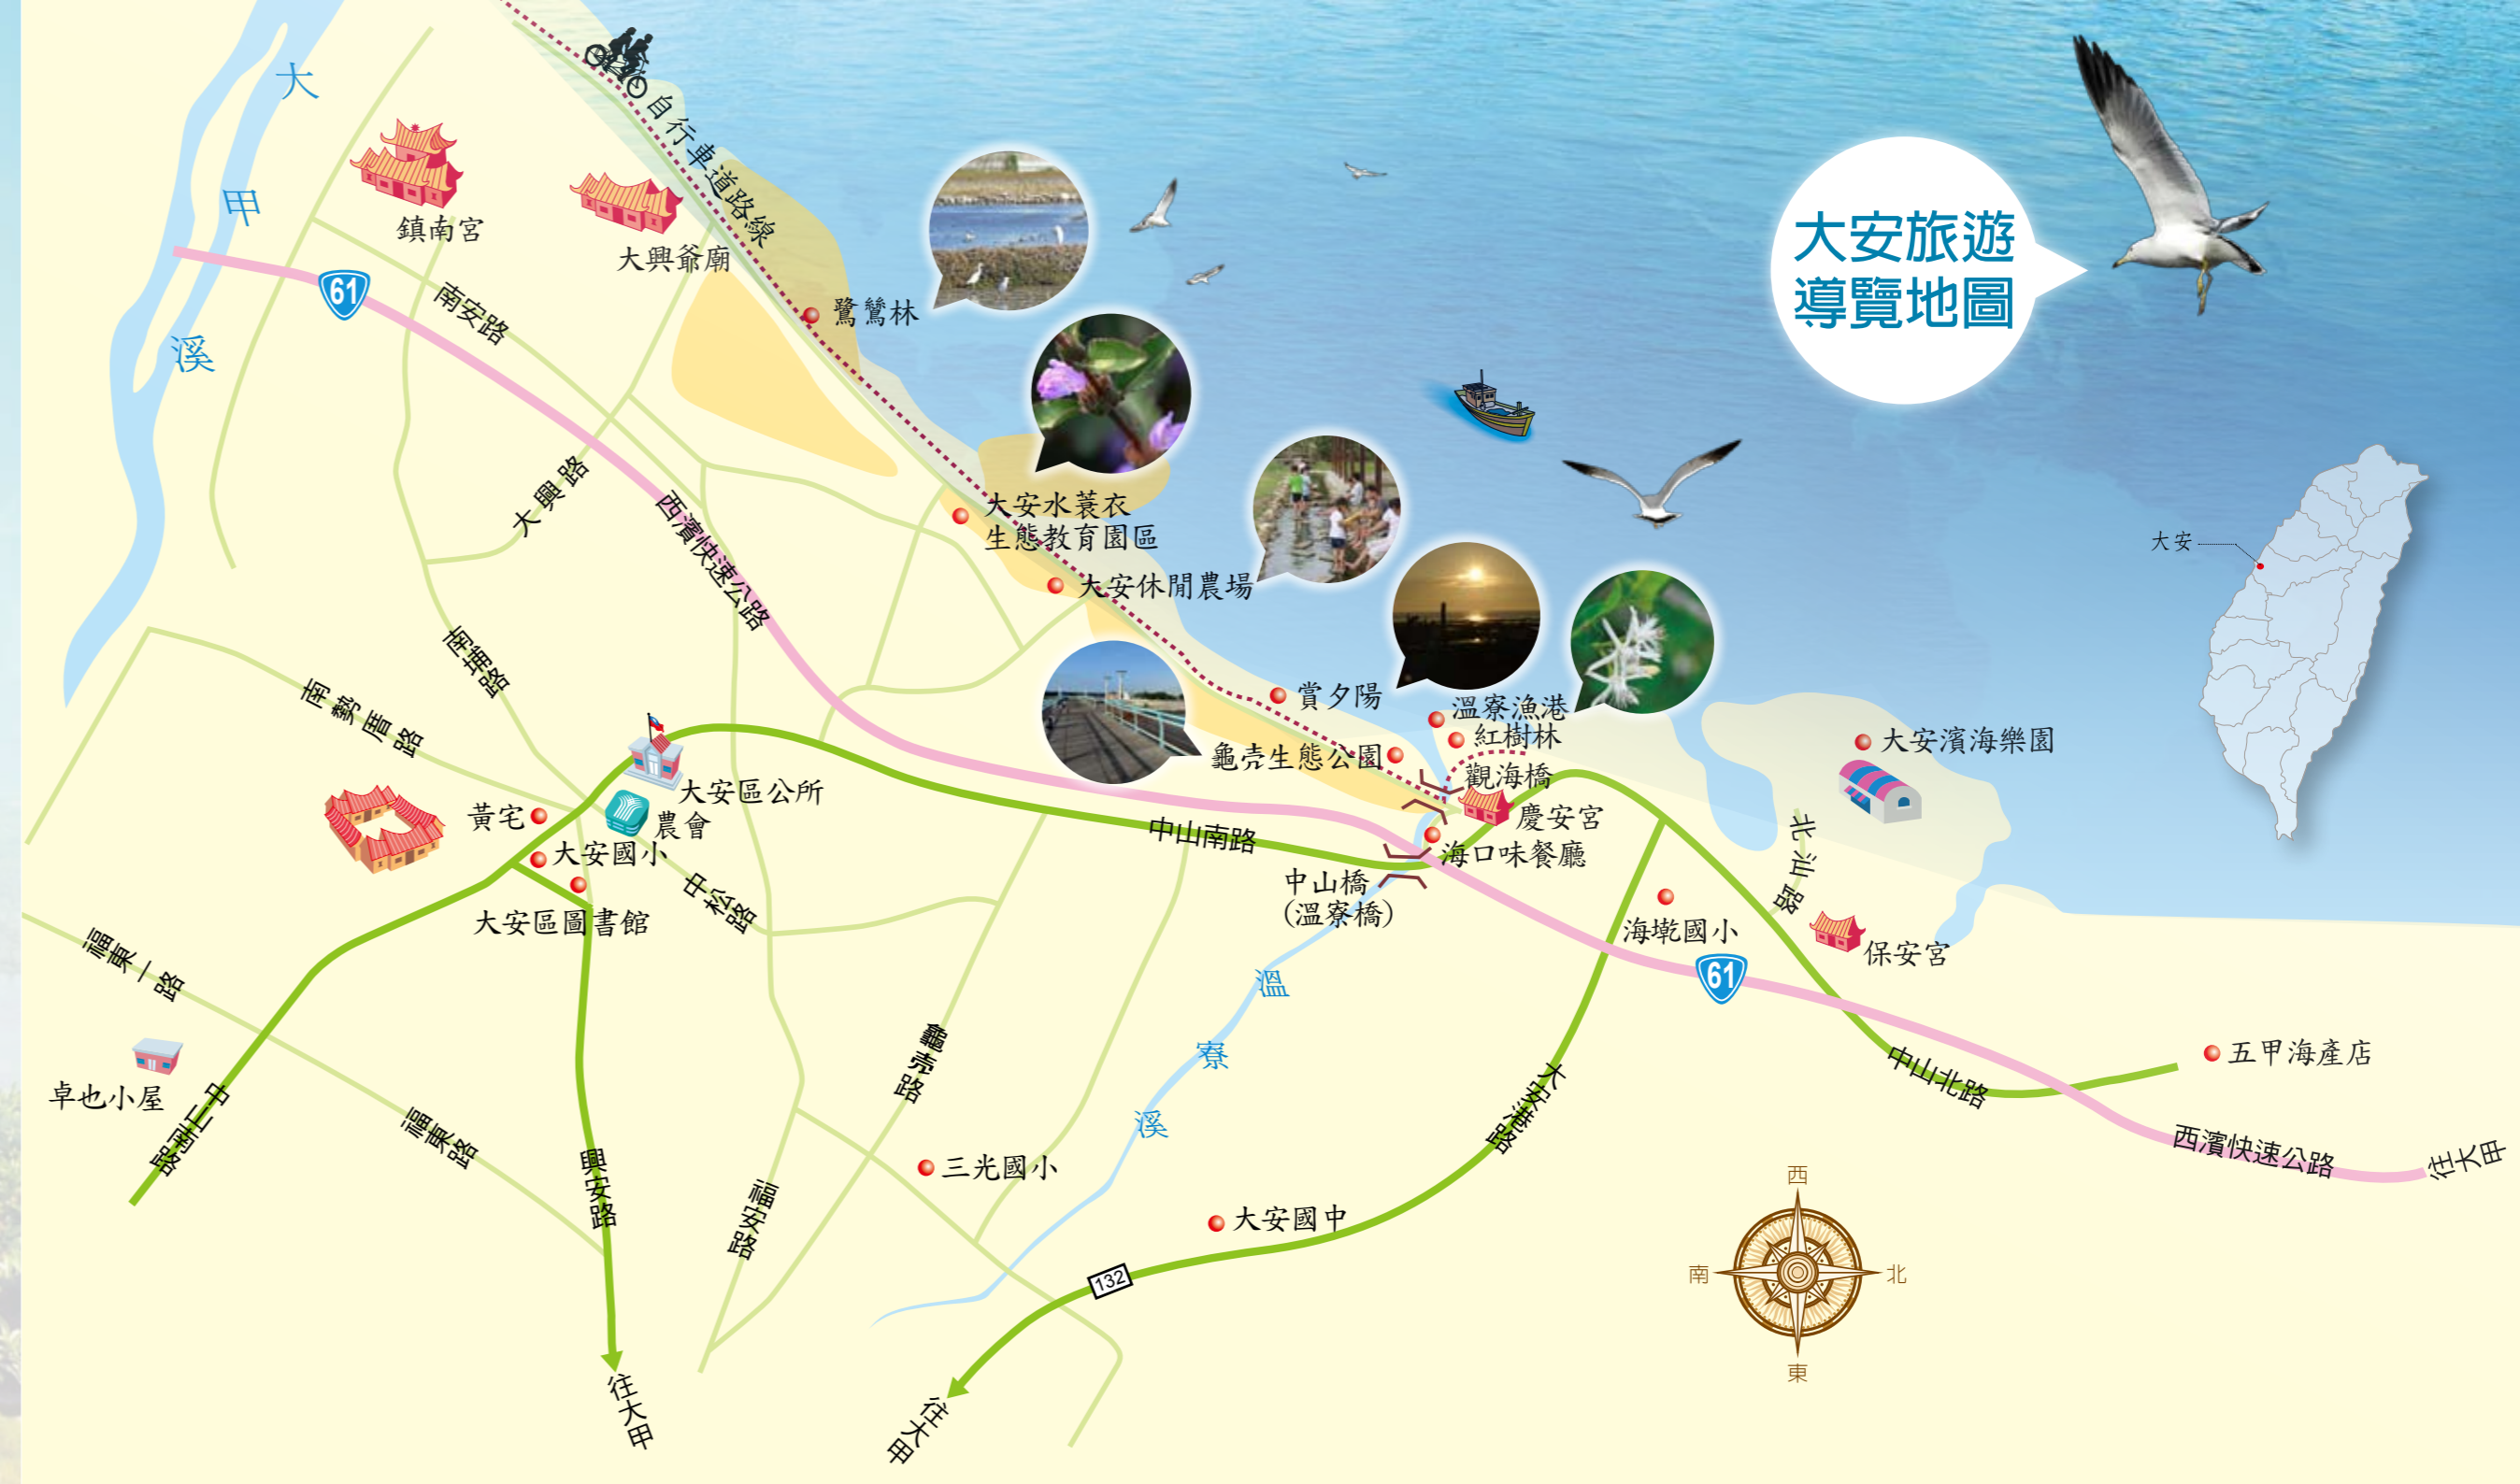 大安旅遊
導覽地圖
大甲溪
自行車道路線
鎮南宮
大興爺廟
61
南安路
鷺鷥林
大興路
西濱快速公路
大安水蓑衣
生態教育園區
大安休閒農場
大安
南埔路
南勢厝路
賞夕陽
溫寮漁港
紅樹林
龜壳生態公園
觀海橋
大安濱海樂園
大安區公所
黃宅
農會
慶安宮
中山南路
海口味餐廳
北汕路
大安國小
中松路
中山橋
(溫寮橋)
大安區圖書館
海墘國小
保安宮
福東一路
61
溫寮溪
龜壳路
卓也小屋
中山南路
福東路
大安港路
中山北路
五甲海產店
西濱快速公路
往大甲
興安路
福安路
三光國小
大安國中
132
西
南
北
東
往大甲
往大甲